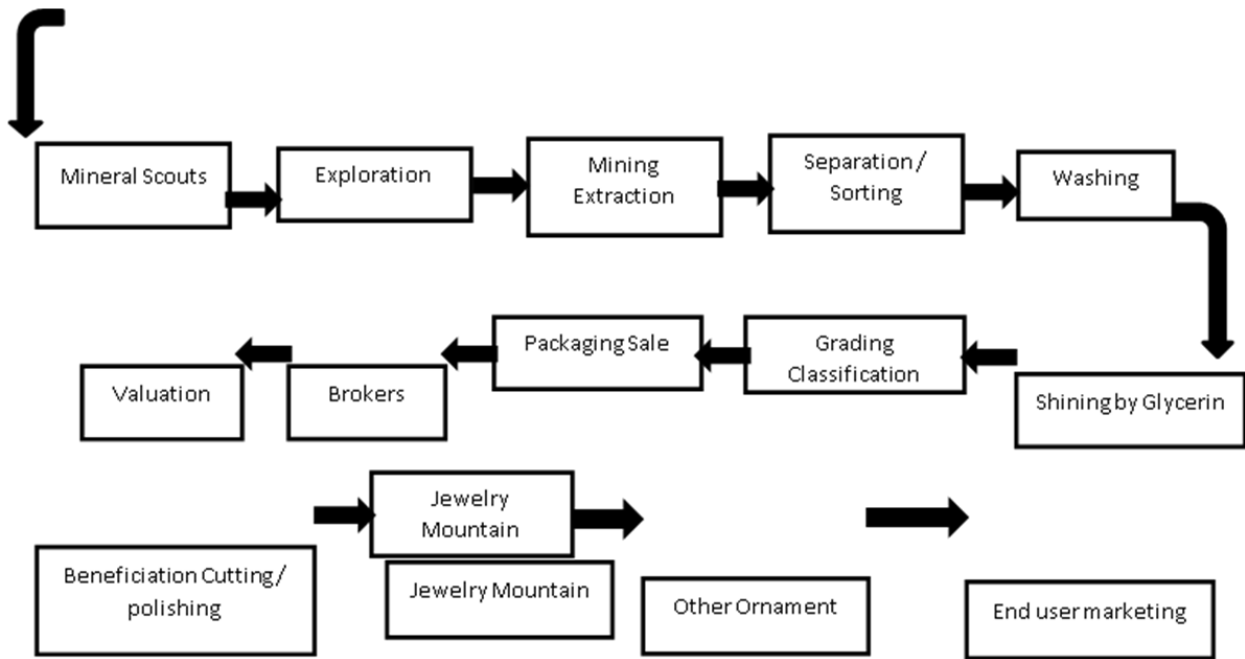 Mineral Scouts
Exploration
Mining
Extraction
Separation /
Sorting
Washing
Valuation
Brokers
Packaging Sale
Grading
Classification
Shining by Glycerin
Beneficiation Cutting /
polishing
Jewelry
Mountain
Jewelry Mountain
Other Ornament
End user marketing